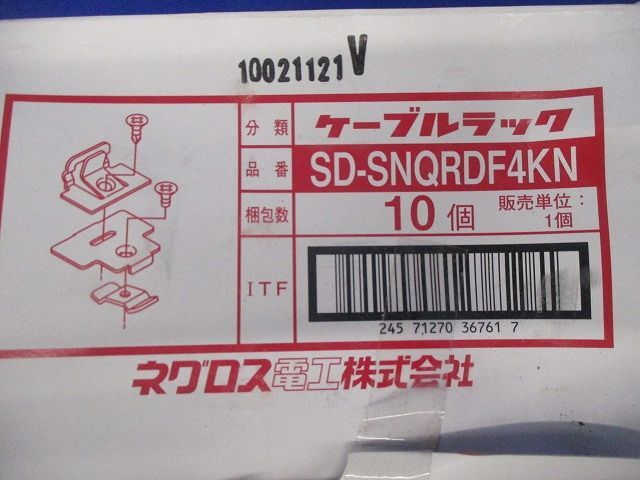 10021121V
分類 ケーブルラック
品番 SD-SNQRDF4KN
梱包数 10個 販売単位：
1個
ITF
245 71270 36761 7
ネグロス電工株式会社